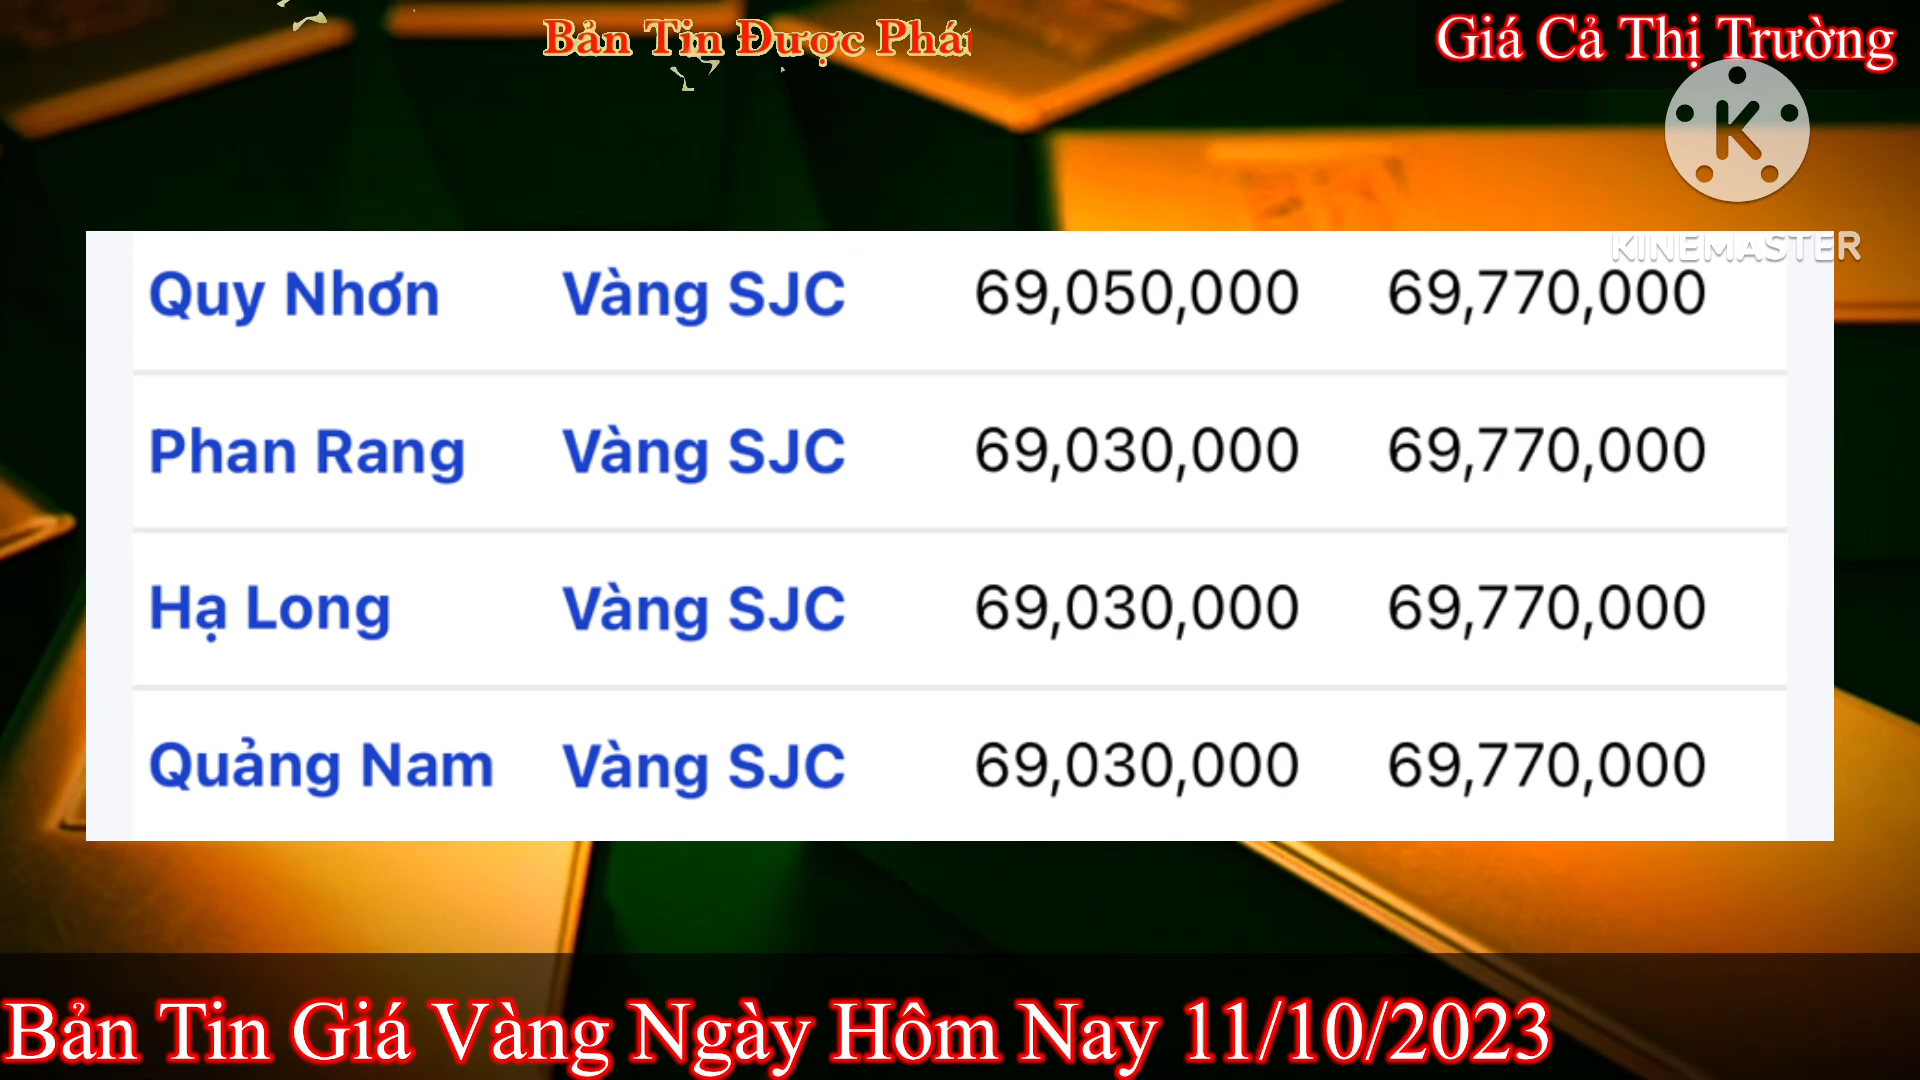 Bản Tin Được Phát
Giá Cả Thị Trường
K
KINEMASTER
Quy Nhơn Vàng SJC 69,050,000 69,770,000
Phan Rang Vàng SJC 69,030,000 69,770,000
Hạ Long Vàng SJC 69,030,000 69,770,000
Quảng Nam Vàng SJC 69,030,000 69,770,000
Bản Tin Giá Vàng Ngày Hôm Nay 11/10/2023